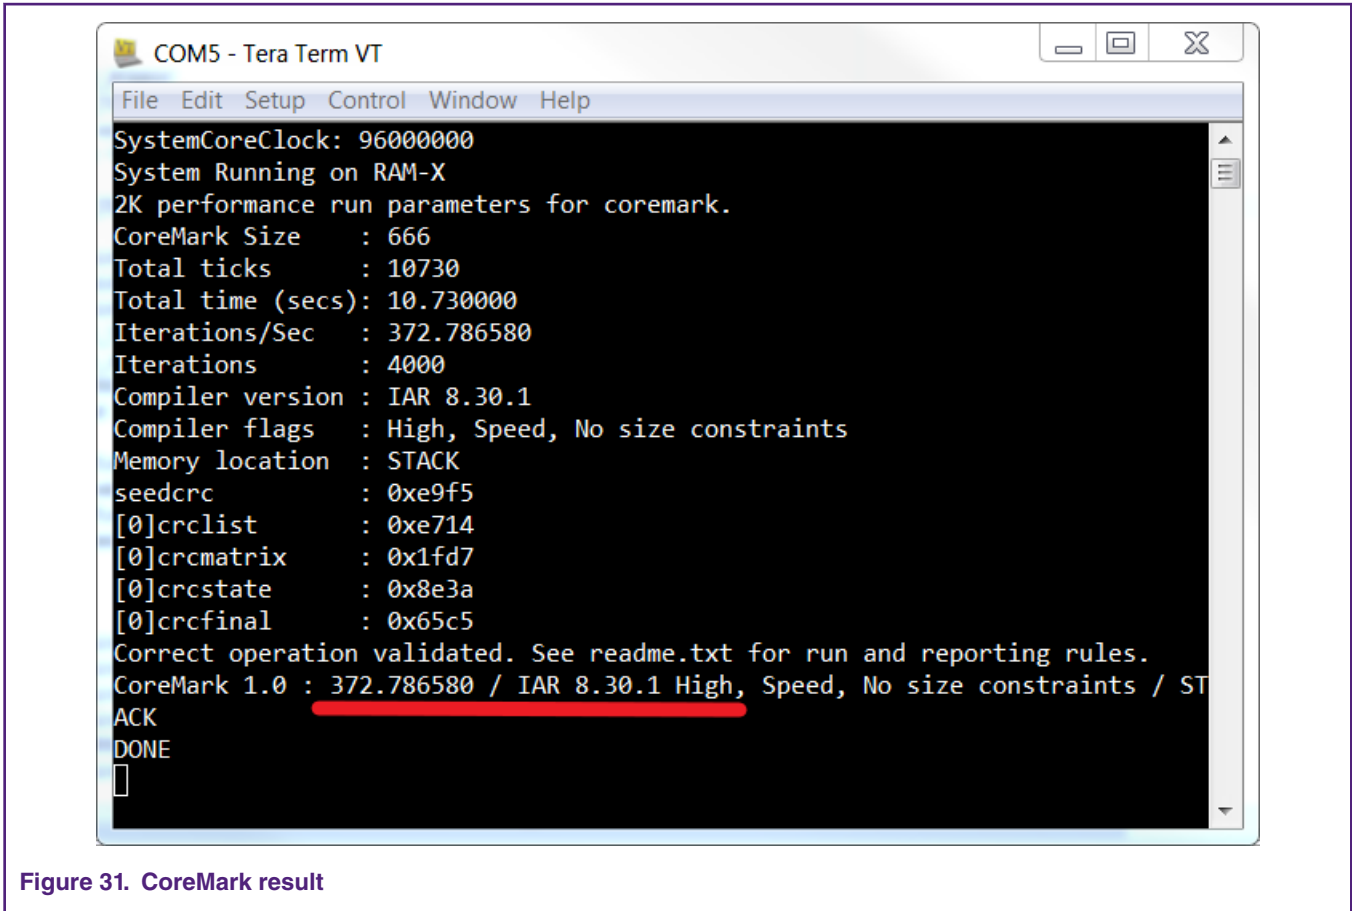 COM5 - Tera Term VT
File Edit Setup Control Window Help
SystemCoreClock: 96000000
System Running on RAM-X
2K performance run parameters for coremark.
CoreMark Size    : 666
Total ticks      : 10730
Total time (secs): 10.730000
Iterations/Sec   : 372.786580
Iterations       : 4000
Compiler version : IAR 8.30.1
Compiler flags   : High, Speed, No size constraints
Memory location  : STACK
seedcrc          : 0xe9f5
[0]crclist       : 0xe714
[0]crcmatrix     : 0x1fd7
[0]crcstate      : 0x8e3a
[0]crcfinal      : 0x65c5
Correct operation validated. See readme.txt for run and reporting rules.
CoreMark 1.0 : 372.786580 / IAR 8.30.1 High, Speed, No size constraints / ST
ACK
DONE
Figure 31. CoreMark result